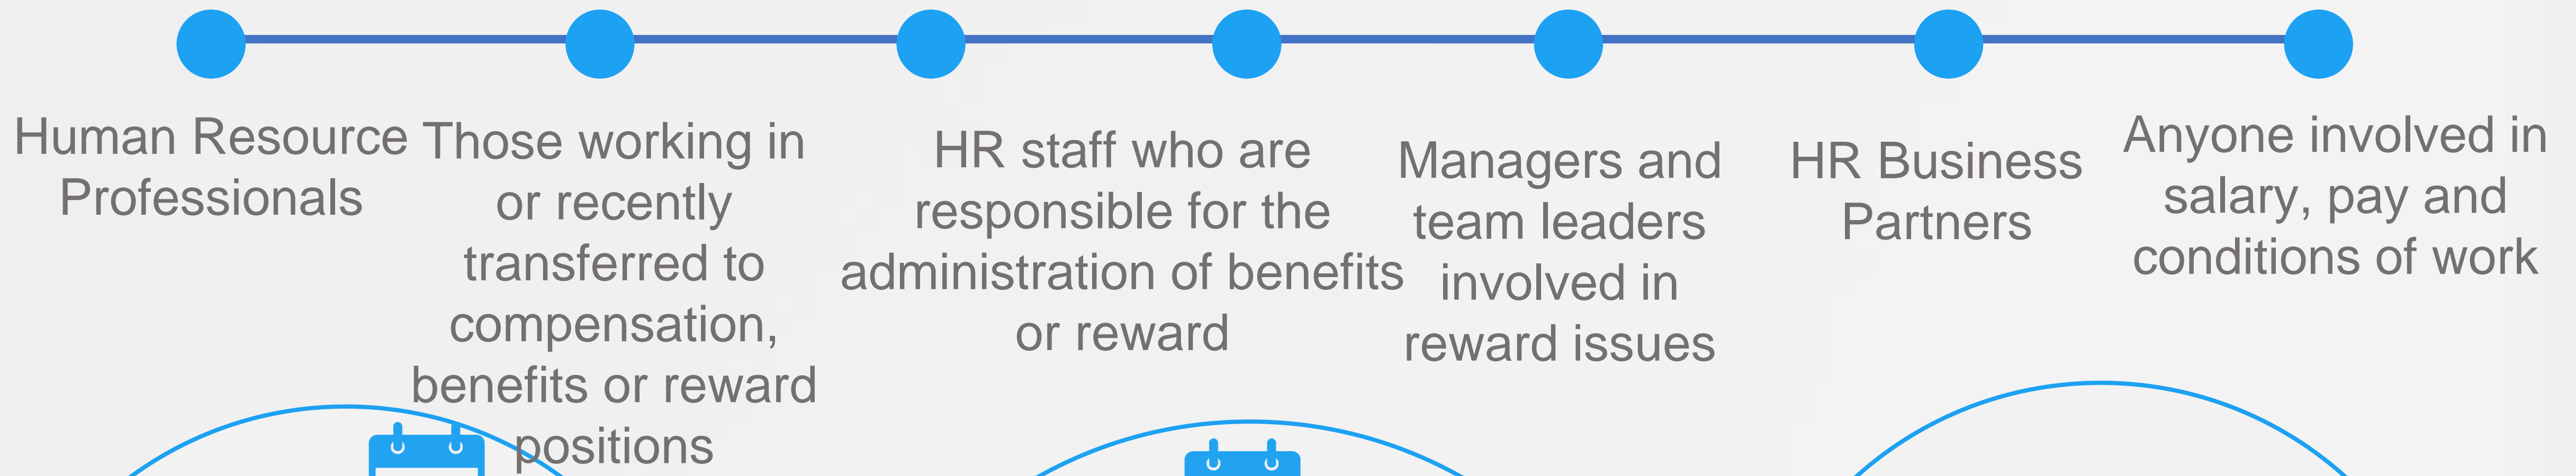 Human Resource
Professionals
Those working in
or recently
transferred to
compensation,
benefits or reward
positions
HR staff who are
responsible for the
administration of benefits
or reward
Managers and
team leaders
involved in
reward issues
HR Business
Partners
Anyone involved in
salary, pay and
conditions of work